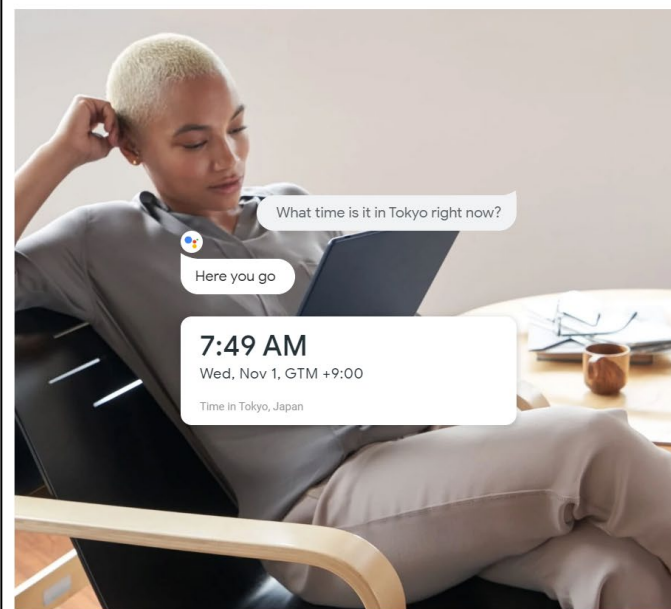 What time is it in Tokyo right now?
Here you go
7:49 AM
Wed, Nov 1, GTM +9:00
Time in Tokyo, Japan